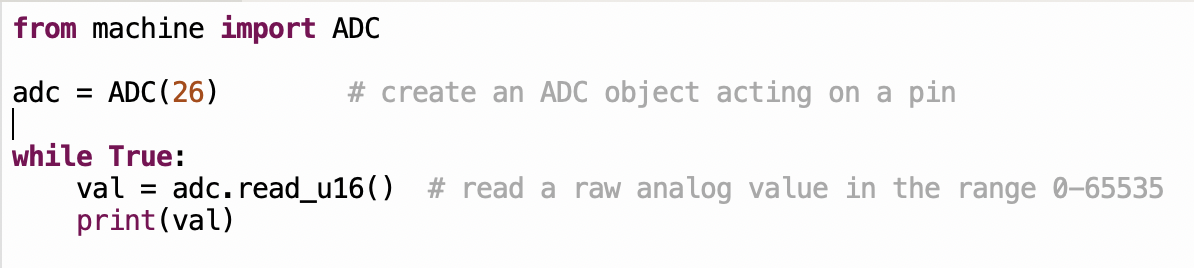 from machine import ADC
adc = ADC(26)        # create an ADC object acting on a pin
while True:
    val = adc.read_u16()  # read a raw analog value in the range 0-65535
    print(val)